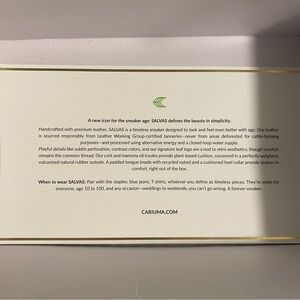 A new icon for the sneaker age: SALVAS defines the beauty in simplicity.
Handcrafted with premium leather, SALVAS is a timeless sneaker designed to look and feel even better with age. Our leather
is sourced responsibly from Leather Working Group-certified tanneries—never from areas deforested for cattle-farming
purposes—and processed using alternative energy and a closed-loop water supply.
Playful details like subtle perforation, contrast colors, and our signature leaf logo are a nod to retro aesthetics, though comfort
remains the common thread. Our cork and mamona oil insoles provide plant-based cushion, cocooned in a perfectly weighted,
vulcanized natural rubber outsole. A padded tongue (made with recycled nylon) and a cushioned heel collar provide broken-in
comfort, right out of the box.
When to wear SALVAS: Pair with the staples: blue jeans, T-shirts, whatever you define as timeless pieces. They're made for
everyone, age 10 to 100, and any occasion—weddings to weekends, you can't go wrong. A forever sneaker.
CARIUMA.COM